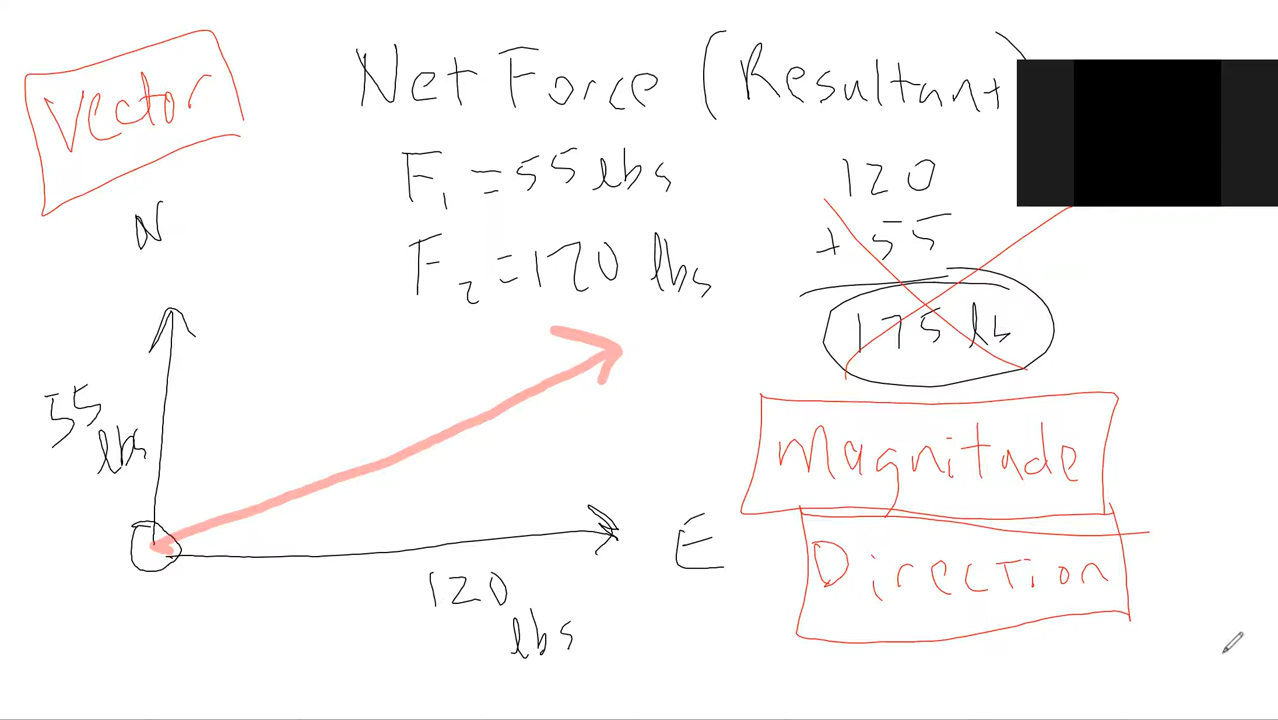 Vector
Net Force (Resultant)
F1 = 55 lbs
F2 = 120 lbs
120
+ 55
175 lb
N
55
lbs
E
120
lbs
Magnitude
Direction